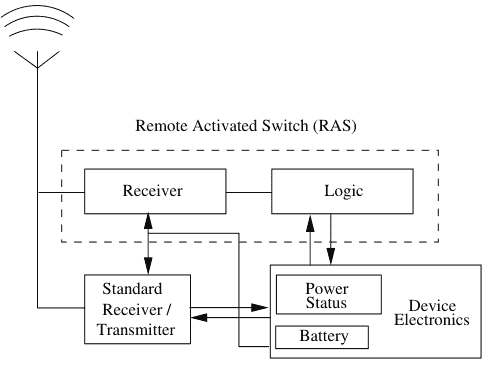 Remote Activated Switch (RAS)
Receiver
Logic
Standard
Receiver /
Transmitter
Power
Status
Battery
Device
Electronics